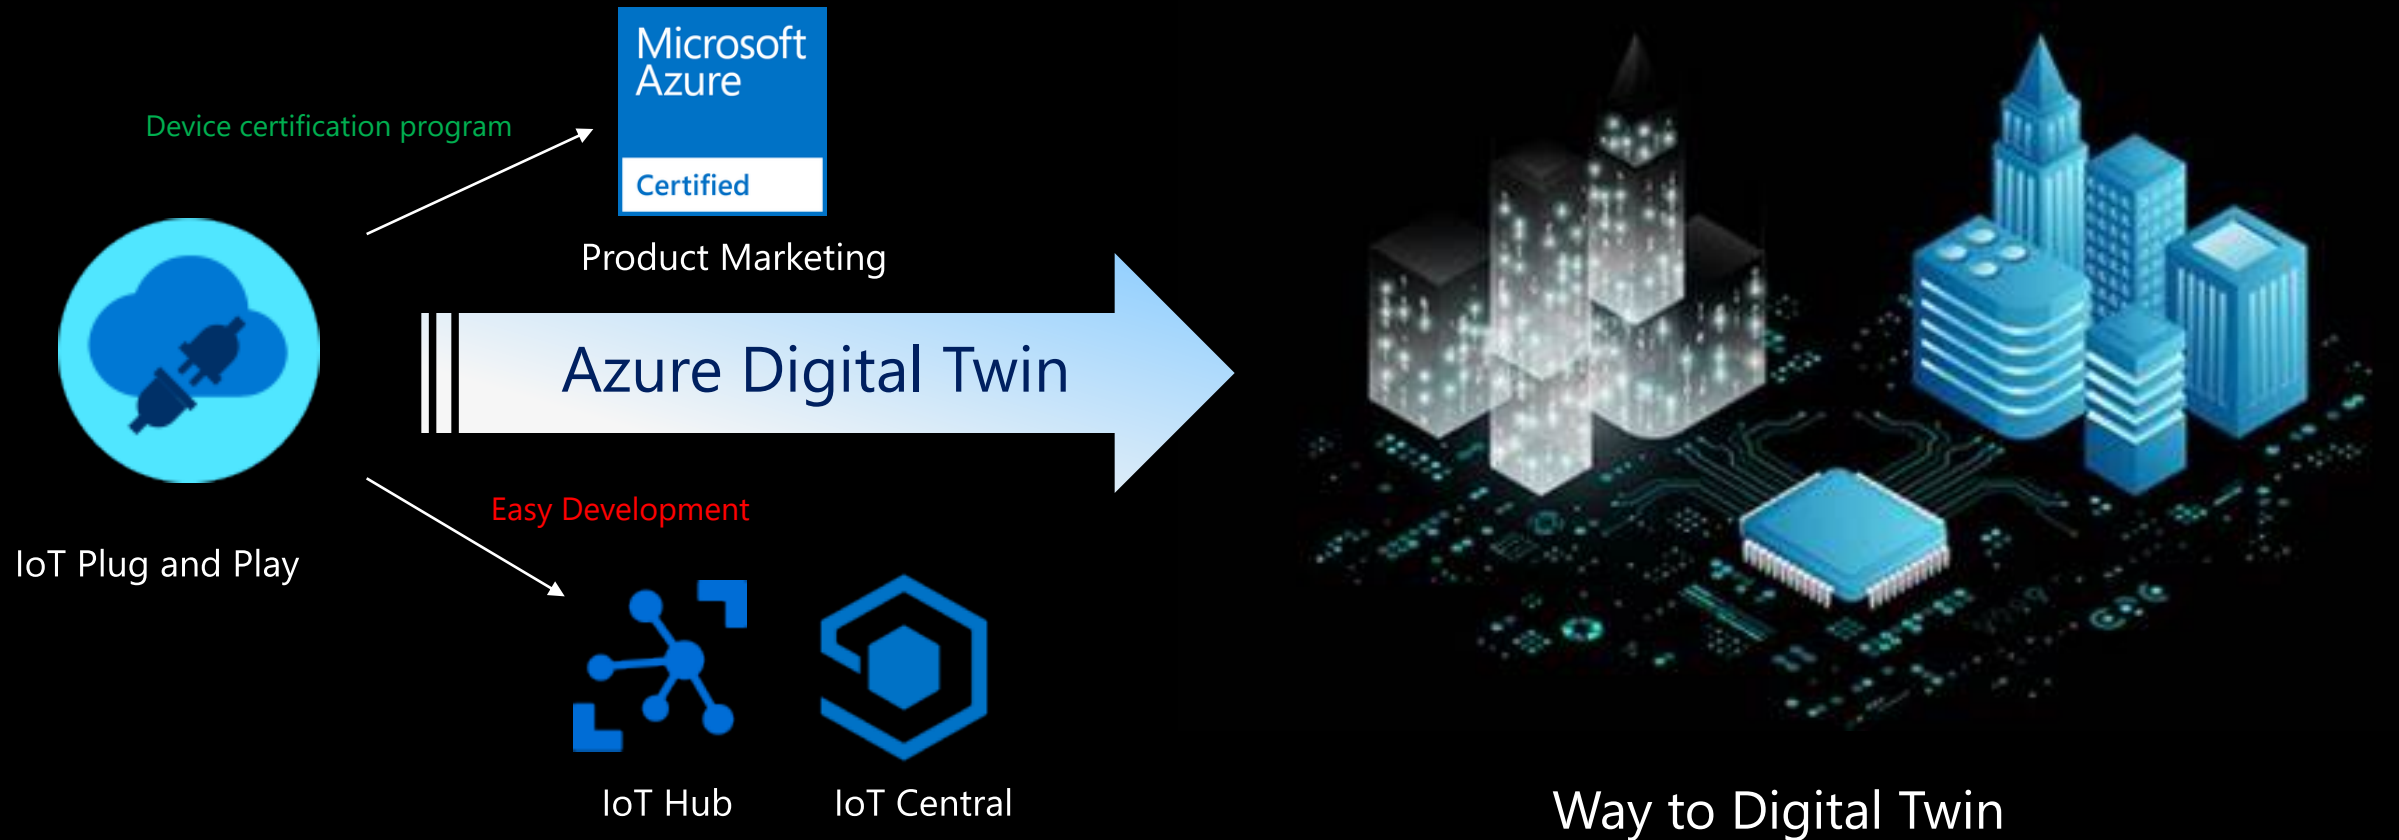 Microsoft
Azure
Certified
Device certification program
Product Marketing
Azure Digital Twin
Easy Development
IoT Plug and Play
IoT Hub
IoT Central
Way to Digital Twin